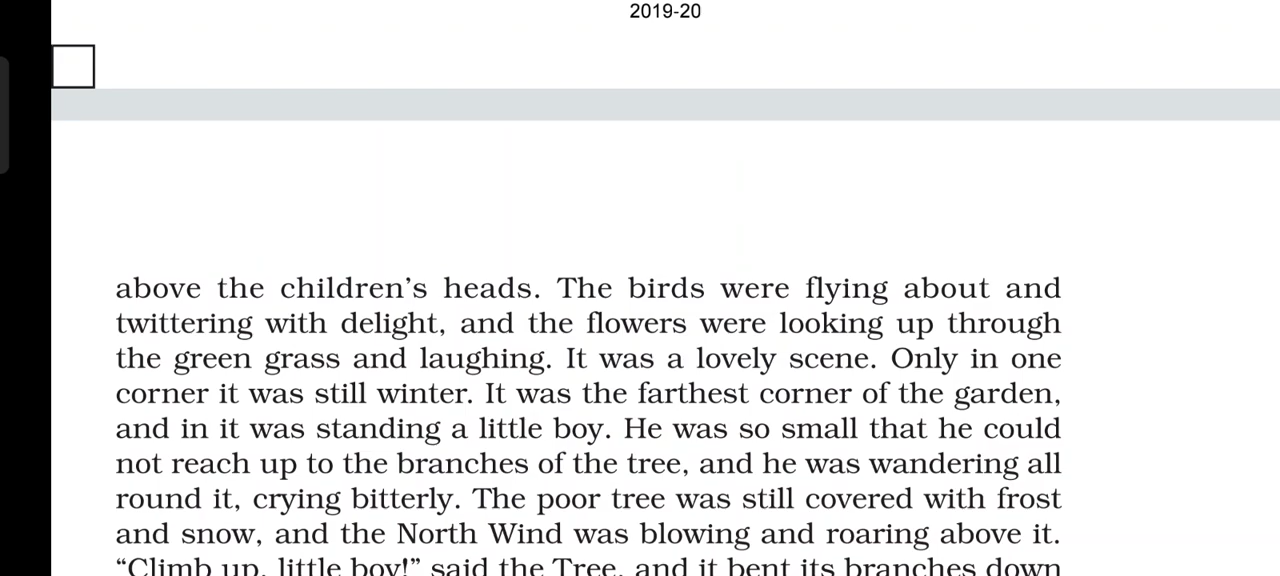 2019-20
above the children’s heads. The birds were flying about and
twittering with delight, and the flowers were looking up through
the green grass and laughing. It was a lovely scene. Only in one
corner it was still winter. It was the farthest corner of the garden,
and in it was standing a little boy. He was so small that he could
not reach up to the branches of the tree, and he was wandering all
round it, crying bitterly. The poor tree was still covered with frost
and snow, and the North Wind was blowing and roaring above it.
“Climb up, little boy!” said the Tree, and it bent its branches down